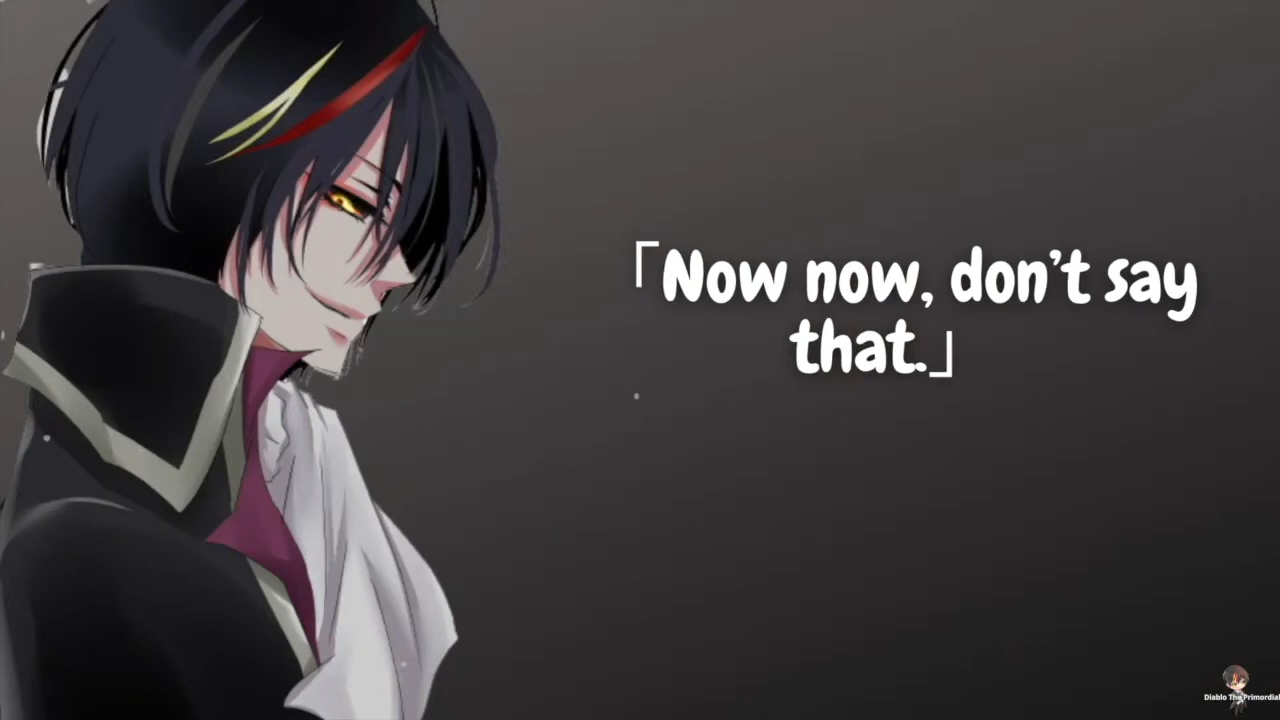 「Now now, don’t say
that.」
Diablo The Primordial